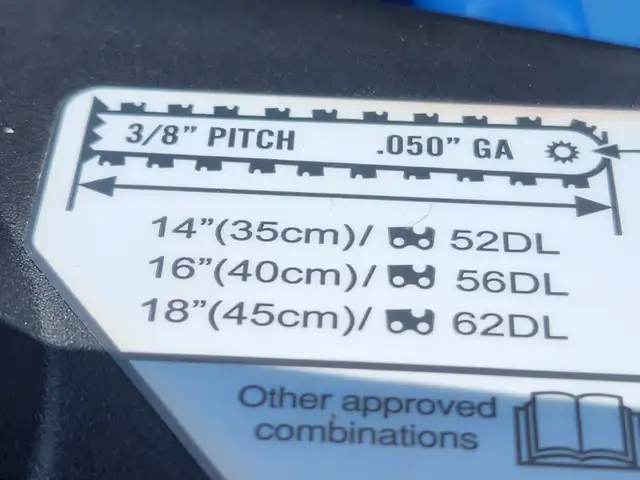 3/8" PITCH .050" GA
14"(35cm)/ 52DL
16"(40cm)/ 56DL
18"(45cm)/ 62DL
Other approved
combinations